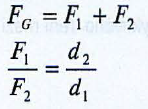 F_G = F_1 + F_2
F_1/F_2 = d_2/d_1